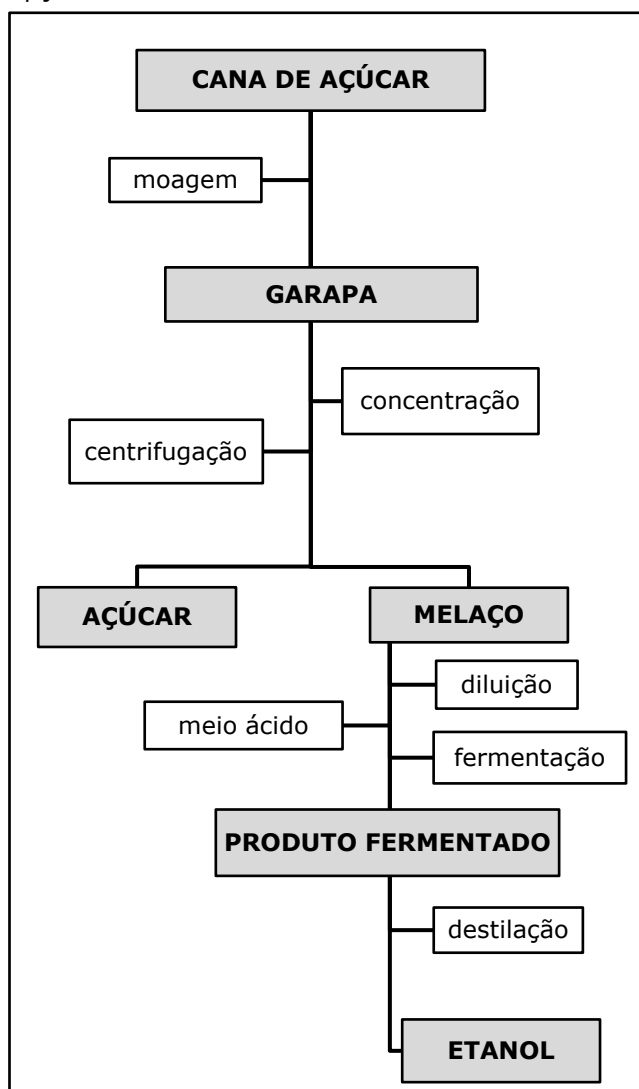 CANA DE AÇÚCAR
moagem
GARAPA
concentração
centrifugação
AÇÚCAR
MELAÇO
diluição
meio ácido
fermentação
PRODUTO FERMENTADO
destilação
ETANOL